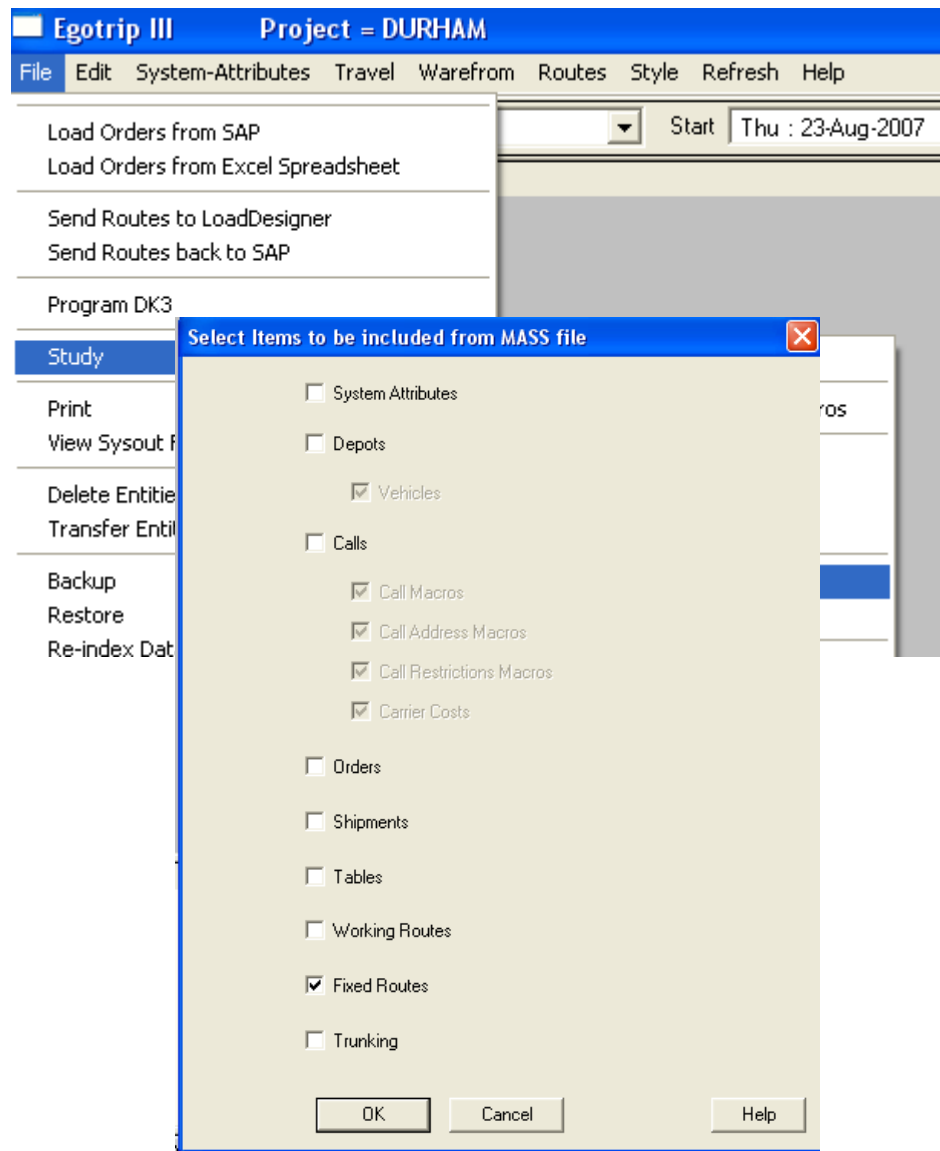 Egotrip III Project = DURHAM
File Edit System-Attributes Travel Warefrom Routes Style Refresh Help
Start Thu : 23-Aug-2007
Load Orders from SAP
Load Orders from Excel Spreadsheet
Send Routes to LoadDesigner
Send Routes back to SAP
Program DK3
Study
Print
View Sysout
Delete Entitie
Transfer Enti
Backup
Restore
Re-index Dat
ros
Select Items to be included from MASS file
System Attributes
Depots
Vehicles
Calls
Call Macros
Call Address Macros
Call Restrictions Macros
Carrier Costs
Orders
Shipments
Tables
Working Routes
Fixed Routes
Trunking
OK Cancel Help